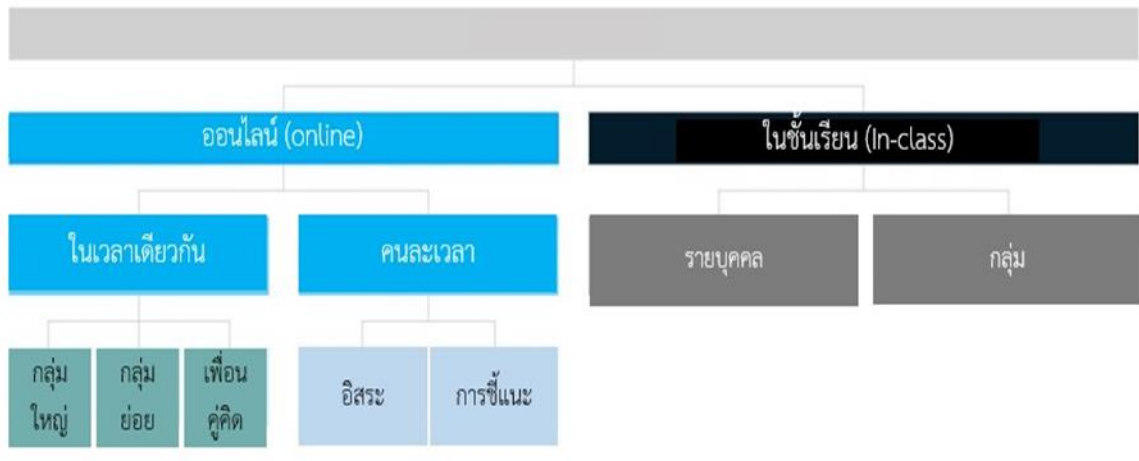 ออนไลน์ (online)
ในชั้นเรียน (In-class)
ในเวลาเดียวกัน
คนละเวลา
รายบุคคล
กลุ่ม
กลุ่ม
ใหญ่
กลุ่ม
ย่อย
เพื่อน
คู่คิด
อิสระ
การชี้แนะ